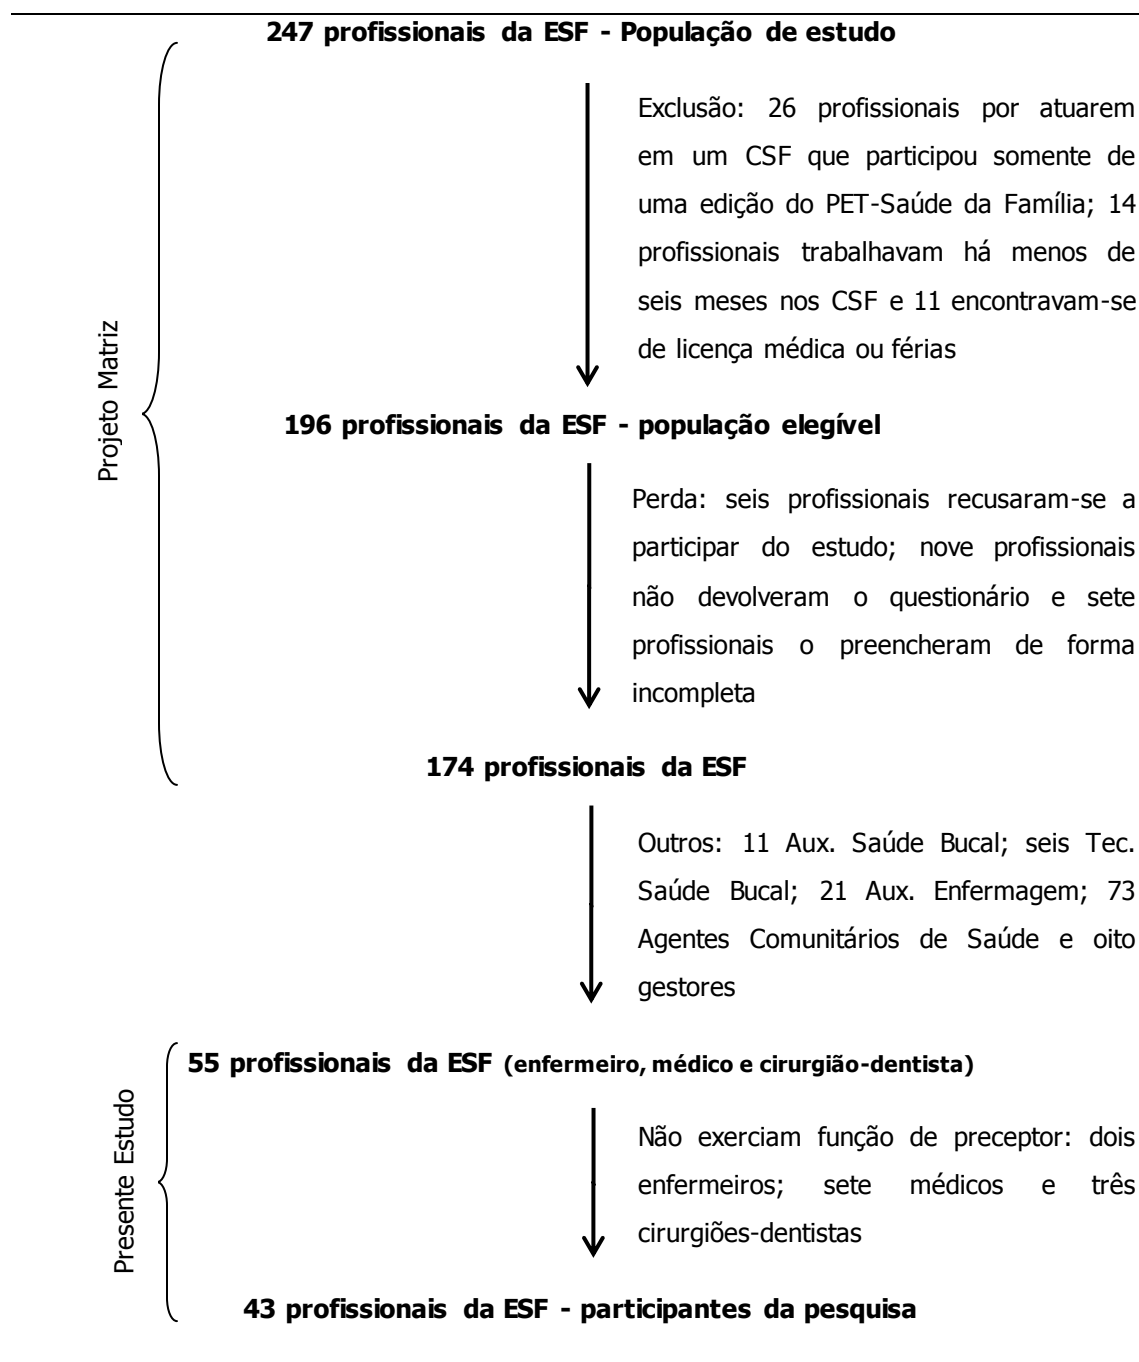 247 profissionais da ESF - População de estudo
Exclusão: 26 profissionais por atuarem
em um CSF que participou somente de
uma edição do PET-Saúde da Família; 14
profissionais trabalhavam há menos de
seis meses nos CSF e 11 encontravam-se
de licença médica ou férias
Projeto Matriz
196 profissionais da ESF - população elegível
Perda: seis profissionais recusaram-se a
participar do estudo; nove profissionais
não devolveram o questionário e sete
profissionais o preencheram de forma
incompleta
174 profissionais da ESF
Outros: 11 Aux. Saúde Bucal; seis Tec.
Saúde Bucal; 21 Aux. Enfermagem; 73
Agentes Comunitários de Saúde e oito
gestores
55 profissionais da ESF (enfermeiro, médico e cirurgião-dentista)
Presente Estudo
Não exerciam função de preceptor: dois
enfermeiros; sete médicos e três
cirurgiões-dentistas
43 profissionais da ESF - participantes da pesquisa